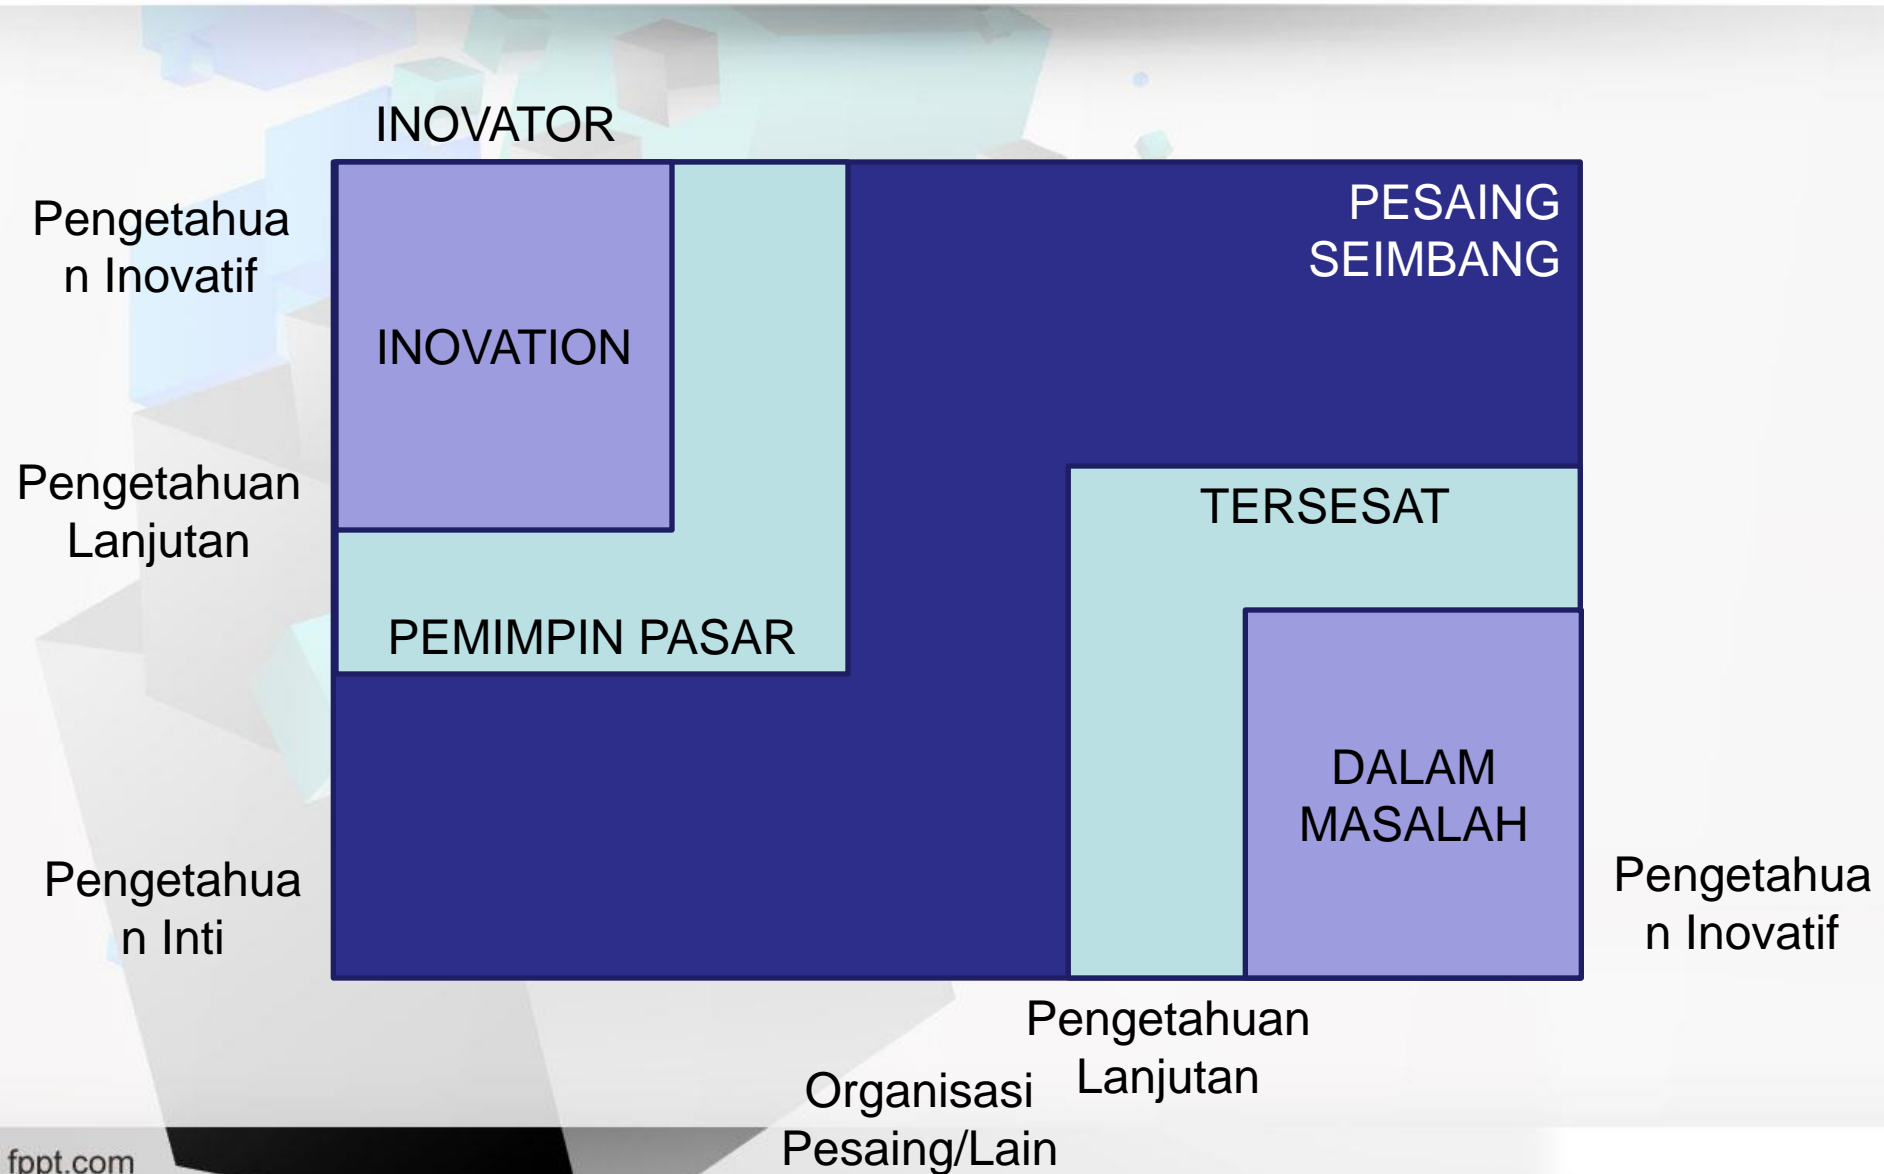 INOVATOR
Pengetahua
n Inovatif
PESAING
SEIMBANG
INOVATION
Pengetahuan
Lanjutan
TERSESAT
PEMIMPIN PASAR
DALAM
MASALAH
Pengetahua
n Inti
Pengetahua
n Inovatif
Pengetahuan
Lanjutan
Organisasi
Pesaing/Lain
fppt.com